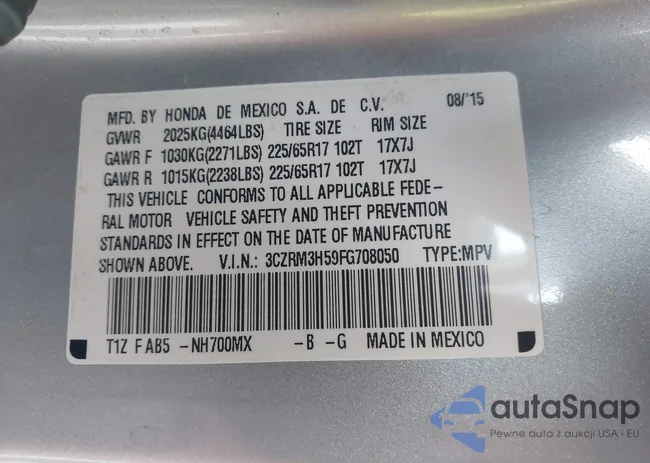 MFD. BY HONDA DE MEXICO S.A. DE C.V. 08/'15
GVWR 2025KG(4464LBS) TIRE SIZE RIM SIZE
GAWR F 1030KG(2271LBS) 225/65R17 102T 17X7J
GAWR R 1015KG(2238LBS) 225/65R17 102T 17X7J
THIS VEHICLE CONFORMS TO ALL APPLICABLE FEDE-
RAL MOTOR VEHICLE SAFETY AND THEFT PREVENTION
STANDARDS IN EFFECT ON THE DATE OF MANUFACTURE
SHOWN ABOVE. V.I.N.: 3CZRM3H59FG708050 TYPE:MPV
T1Z F AB5 -NH700MX -B -G MADE IN MEXICO
autaSnap
Pewne auta z aukcji USA i EU